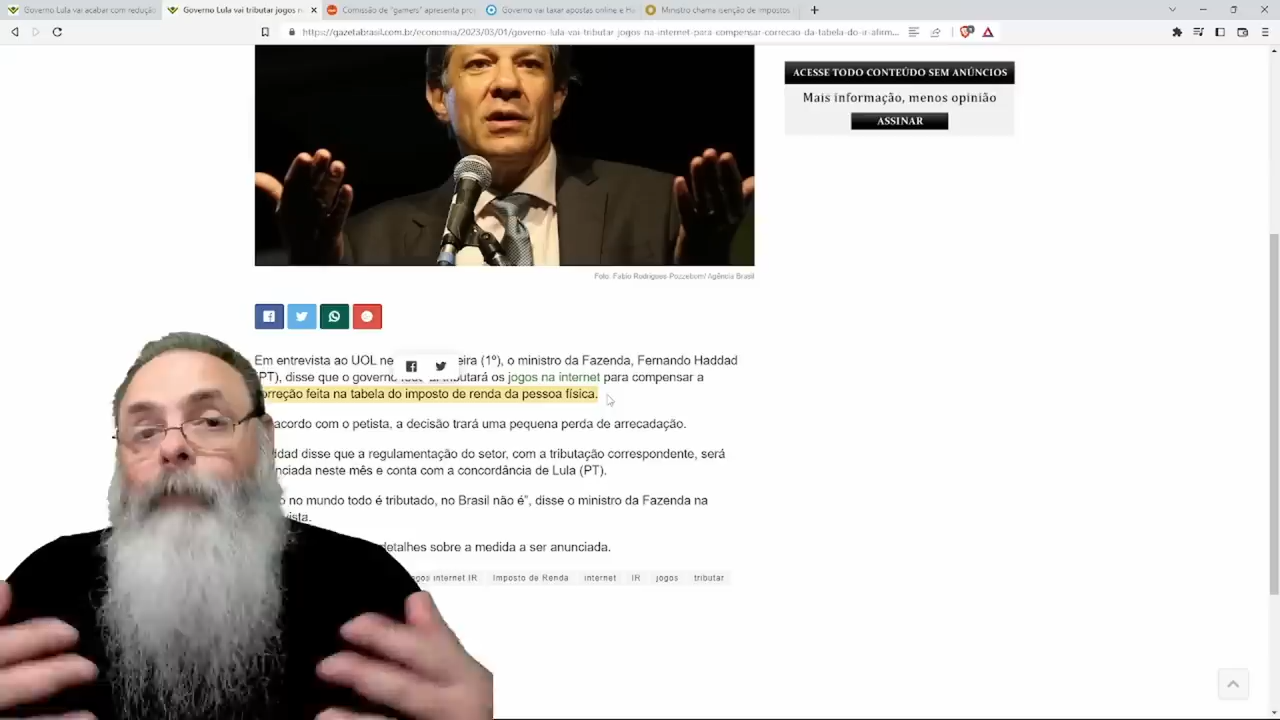 Governo Lula vai acabar com redução
Governo Lula vai tributar jogos n
Comissão de "gamers" apresenta pro
Governo vai taxar apostas online e H
Ministro chama isenção de impostos
https://gazetabrasil.com.br/economia/2023/03/01/governo-lula-vai-tributar-jogos-na-internet-para-compensar-correcao-da-tabela-do-ir-afirm...
ACESSE TODO CONTEÚDO SEM ANÚNCIOS
Mais informação, menos opinião
ASSINAR
Foto: Fabio Rodrigues-Pozzebom/ Agência Brasil
Em entrevista ao UOL eira (1º), o ministro da Fazenda, Fernando Haddad
PT), disse que o governo tributará os jogos na internet para compensar a
orreção feita na tabela do imposto de renda da pessoa física.
acordo com o petista, a decisão trará uma pequena perda de arrecadação.
ddad disse que a regulamentação do setor, com a tributação correspondente, será
nciada neste mês e conta com a concordância de Lula (PT).
o no mundo todo é tributado, no Brasil não é", disse o ministro da Fazenda na
ista.
detalhes sobre a medida a ser anunciada.
ogos internet IR Imposto de Renda internet IR jogos tributar